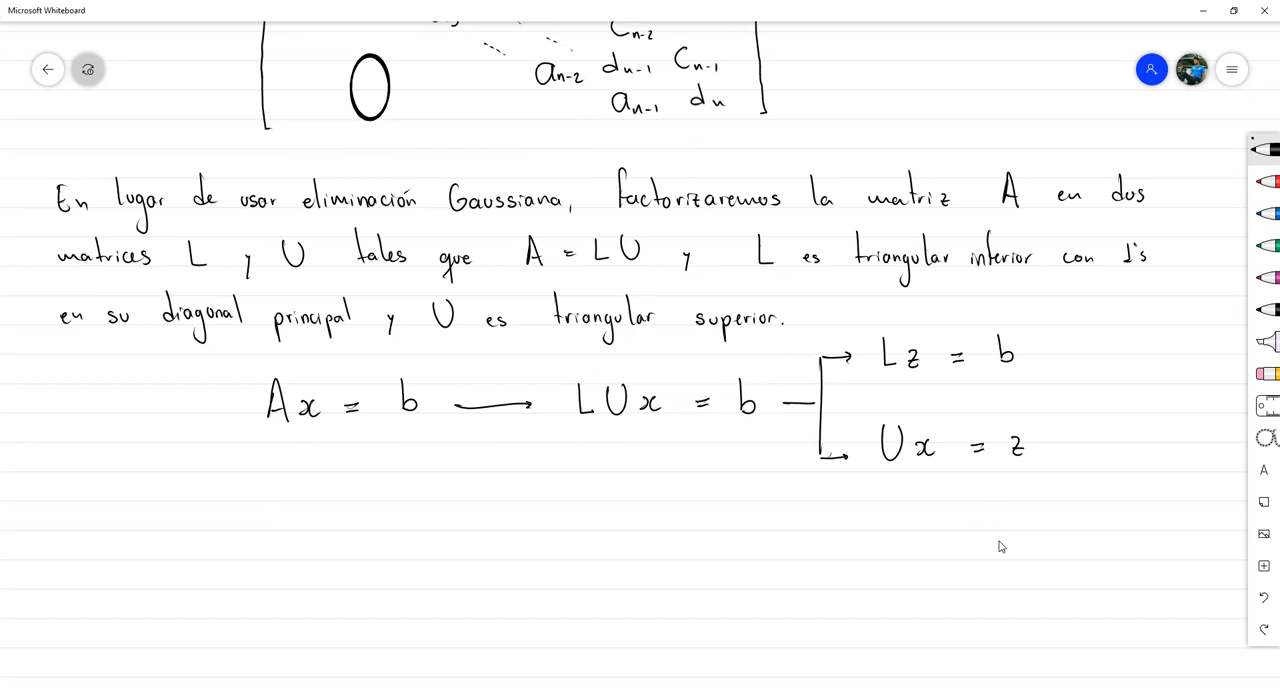 Microsoft Whiteboard
C_{n-2}
a_{n-2} d_{n-1} C_{n-1}
0 a_{n-1} d_n
En lugar de usar eliminación Gaussiana, factorizaremos la matriz A en dos
matrices L y U tales que A = LU y L es triangular inferior con 1's
en su diagonal principal y U es triangular superior.
Lz = b
Ax = b → LUx = b
Ux = z
A